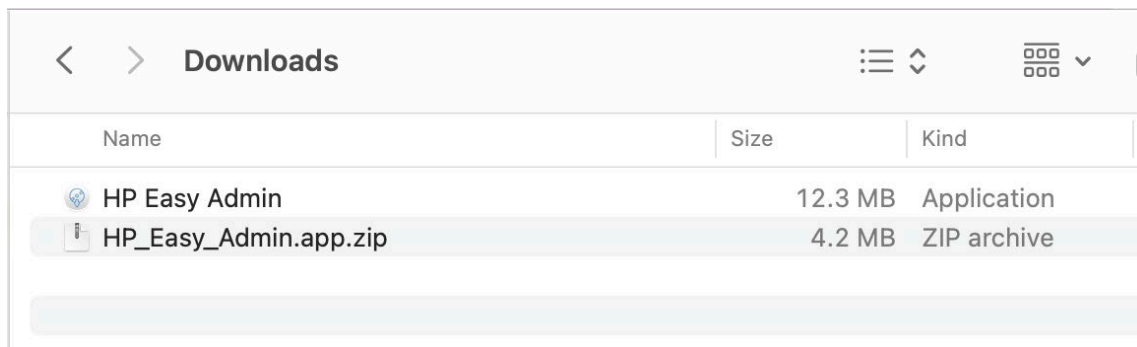 Downloads
Name Size Kind
HP Easy Admin 12.3 MB Application
HP_Easy_Admin.app.zip 4.2 MB ZIP archive